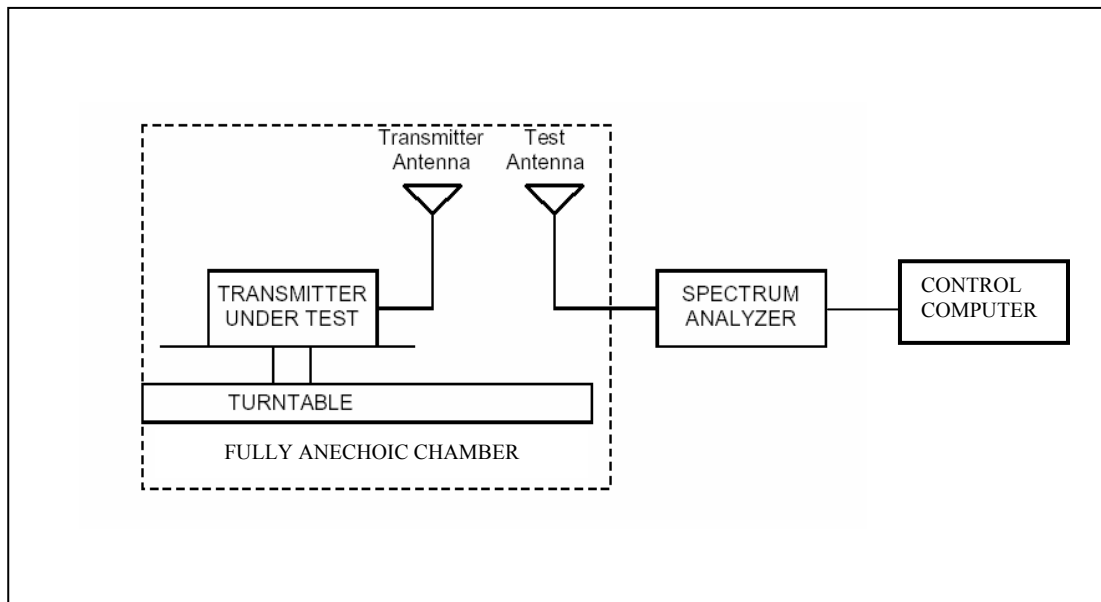 Transmitter
Antenna
Test
Antenna
TRANSMITTER
UNDER TEST
SPECTRUM
ANALYZER
CONTROL
COMPUTER
TURNTABLE
FULLY ANECHOIC CHAMBER